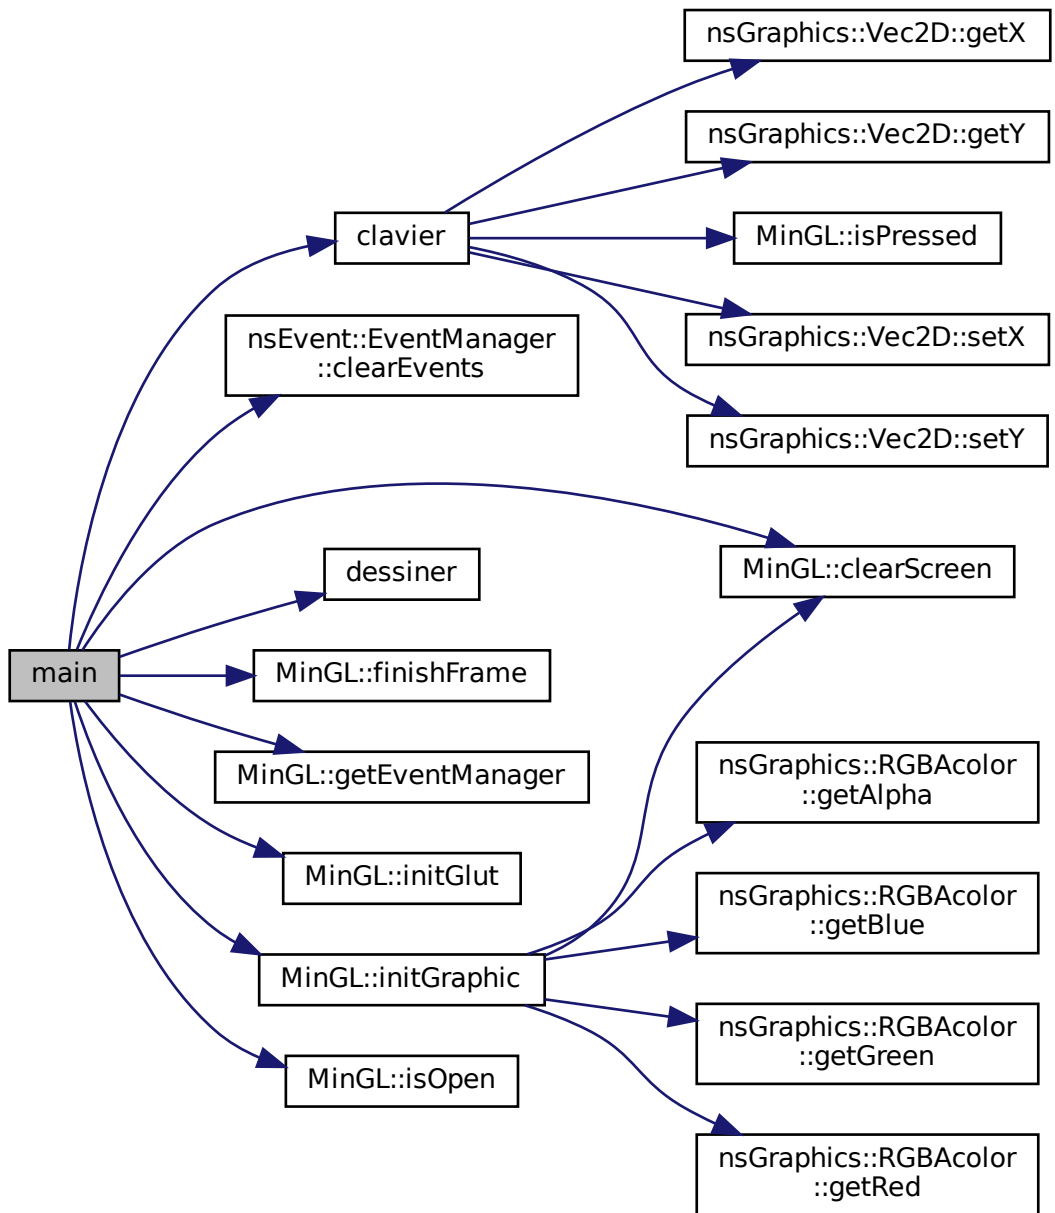 nsGraphics::Vec2D::getX
nsGraphics::Vec2D::getY
clavier
MinGL::isPressed
nsEvent::EventManager
::clearEvents
nsGraphics::Vec2D::setX
nsGraphics::Vec2D::setY
dessiner
MinGL::clearScreen
main
MinGL::finishFrame
MinGL::getEventManager
nsGraphics::RGBAcolor
::getAlpha
MinGL::initGlut
nsGraphics::RGBAcolor
::getBlue
MinGL::initGraphic
nsGraphics::RGBAcolor
::getGreen
MinGL::isOpen
nsGraphics::RGBAcolor
::getRed